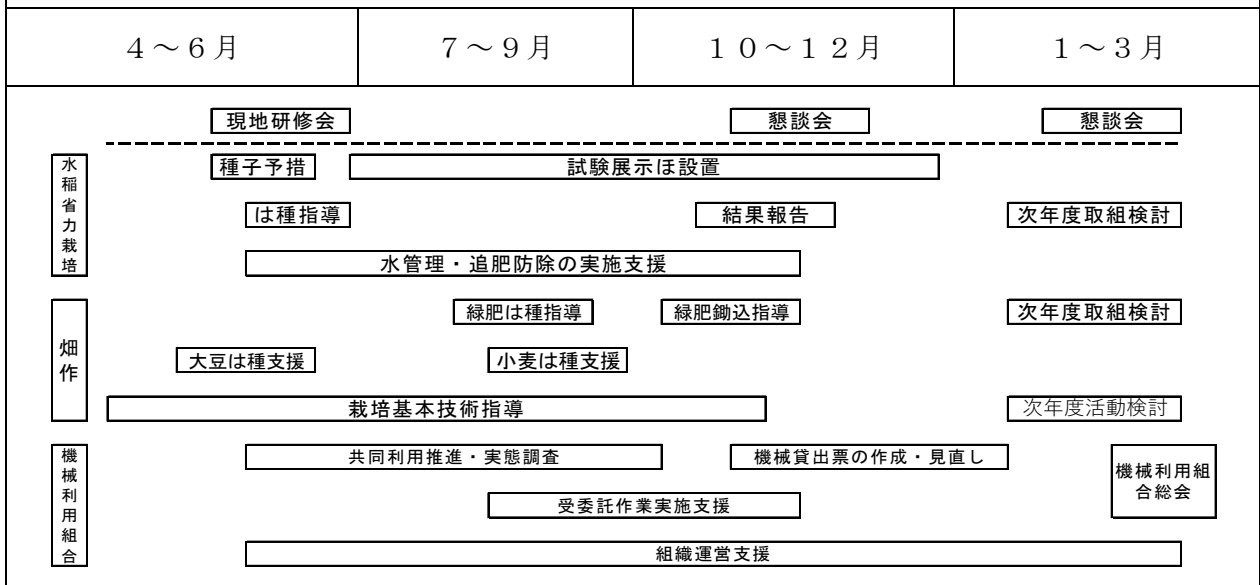 ４～６月
７～９月
１０～１２月
１～３月
現地研修会
懇談会
懇談会
水稲省力栽培
種子予措
試験展示ほ設置
は種指導
結果報告
次年度取組検討
水管理・追肥防除の実施支援
畑作
緑肥は種指導
緑肥鋤込指導
次年度取組検討
大豆は種支援
小麦は種支援
栽培基本技術指導
次年度活動検討
機械利用組合
共同利用推進・実態調査
機械貸出票の作成・見直し
機械利用組
合総会
受委託作業実施支援
組織運営支援